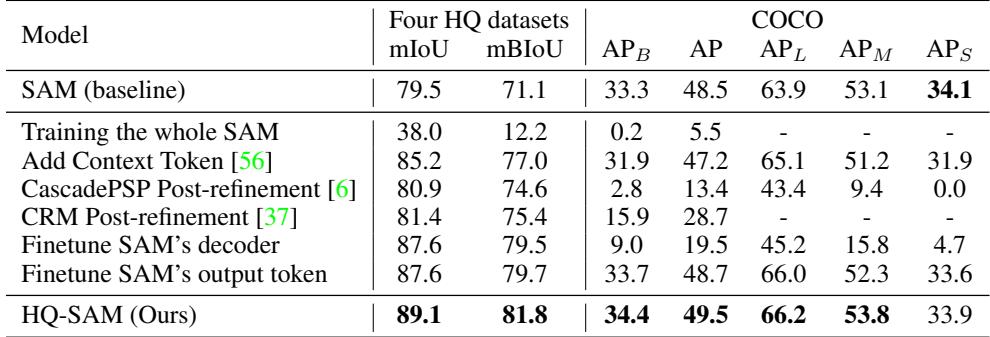 Model Four HQ datasets COCO
mIoU mBIoU AP_B AP AP_L AP_M AP_S
SAM (baseline) 79.5 71.1 33.3 48.5 63.9 53.1 34.1
Training the whole SAM 38.0 12.2 0.2 5.5 - - -
Add Context Token [56] 85.2 77.0 31.9 47.2 65.1 51.2 31.9
CascadePSP Post-refinement [6] 80.9 74.6 2.8 13.4 43.4 9.4 0.0
CRM Post-refinement [37] 81.4 75.4 15.9 28.7 - - -
Finetune SAM's decoder 87.6 79.5 9.0 19.5 45.2 15.8 4.7
Finetune SAM's output token 87.6 79.7 33.7 48.7 66.0 52.3 33.6
HQ-SAM (Ours) 89.1 81.8 34.4 49.5 66.2 53.8 33.9